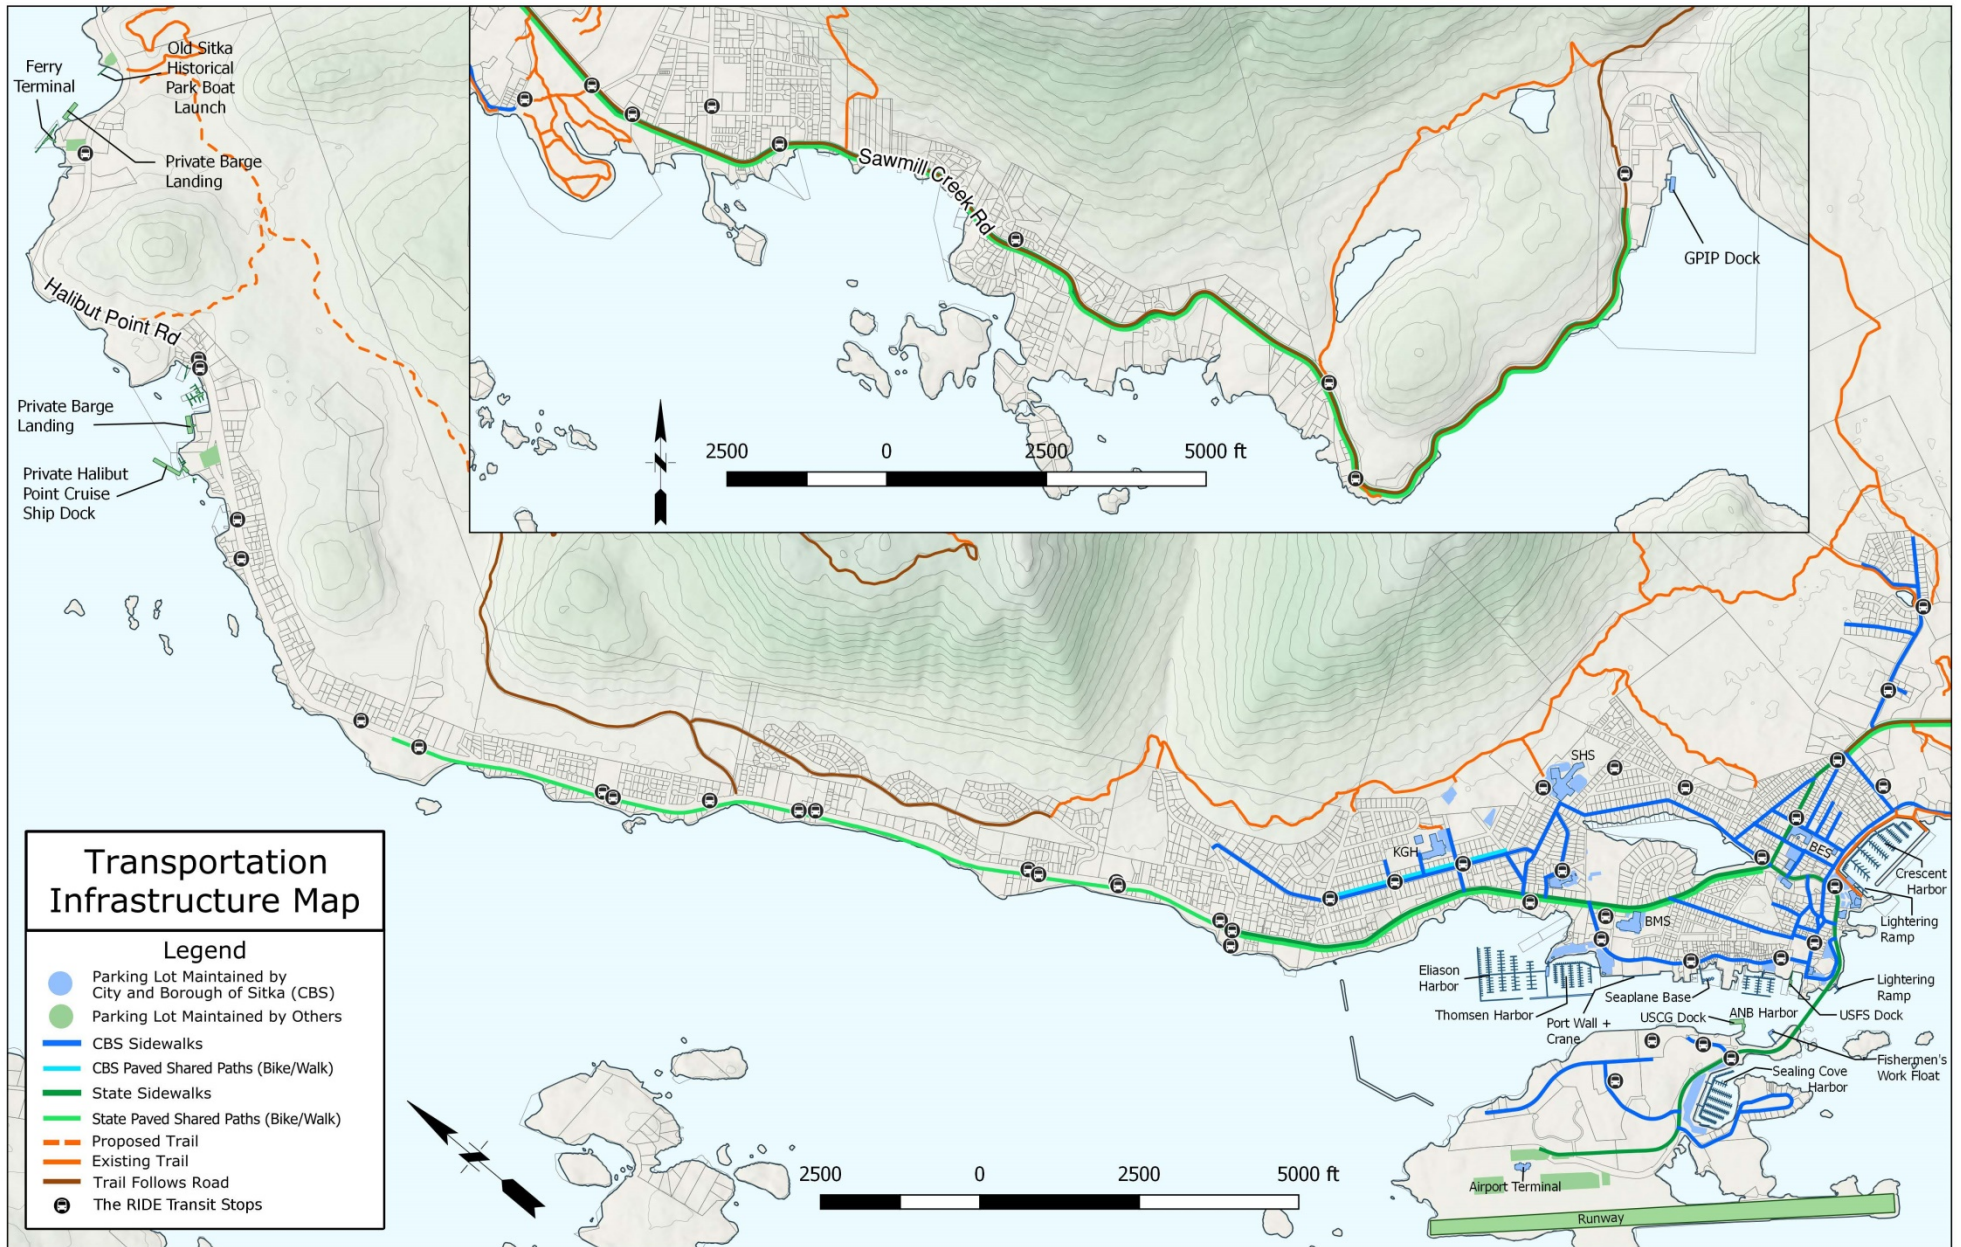 Old Sitka
Historical
Park Boat
Launch
Ferry
Terminal
Private Barge
Landing
Halibut Point Rd
Private Barge
Landing
Private Halibut
Point Cruise
Ship Dock
Sawmill Creek Rd
GPIP Dock
2500 0 2500 5000 ft
SHS
KGH
BES
BMS
Crescent
Harbor
Lightering
Ramp
Eliason
Harbor
Thomsen Harbor
Port Wall +
Crane
Seaplane Base
USCG Dock
ANB Harbor
USFS Dock
Lightering
Ramp
Fishermen's
Work Float
Sealing Cove
Harbor
Airport Terminal
Runway
2500 0 2500 5000 ft
Transportation
Infrastructure Map
Legend
Parking Lot Maintained by
City and Borough of Sitka (CBS)
Parking Lot Maintained by Others
CBS Sidewalks
CBS Paved Shared Paths (Bike/Walk)
State Sidewalks
State Paved Shared Paths (Bike/Walk)
Proposed Trail
Existing Trail
Trail Follows Road
The RIDE Transit Stops